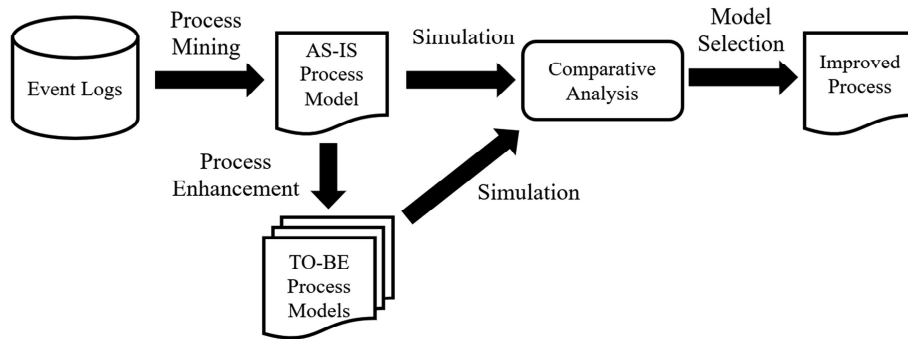 Process
Mining
Event Logs
AS-IS
Process
Model
Simulation
Comparative
Analysis
Model
Selection
Improved
Process
Process
Enhancement
Simulation
TO-BE
Process
Models